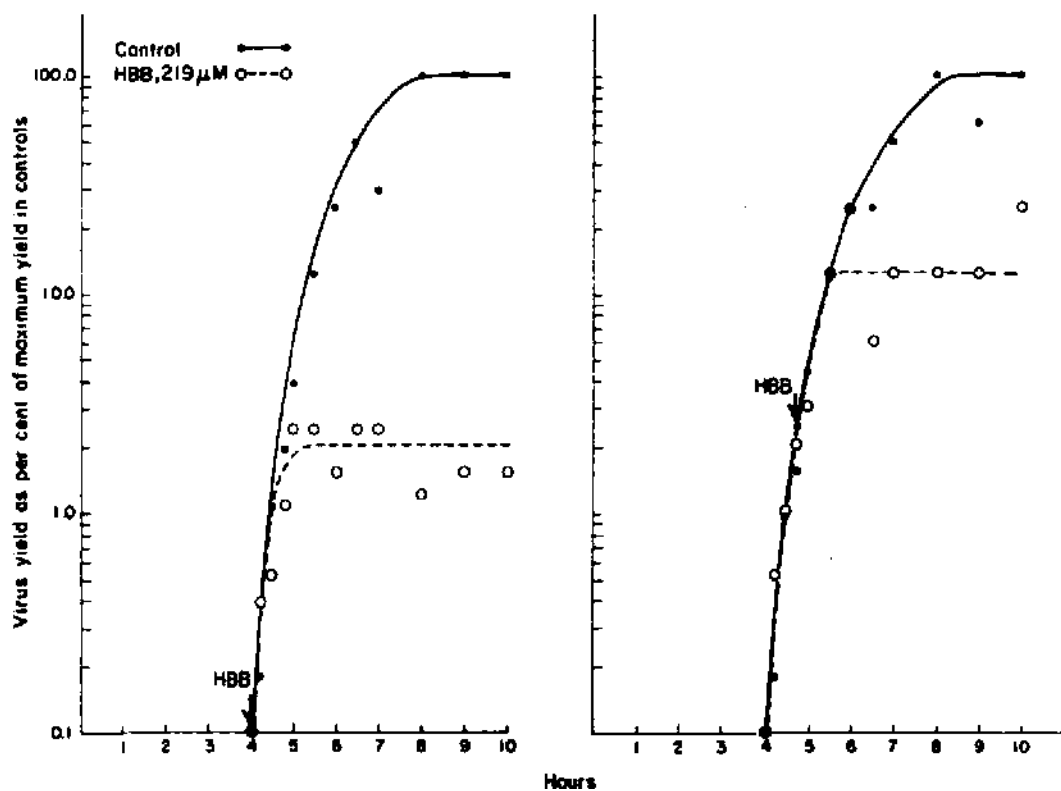 Control
HBB, 219 µM
Virus yield as per cent of maximum yield in controls
100.0
10.0
1.0
0.1
HBB
1 2 3 4 5 6 7 8 9 10
HBB
1 2 3 4 5 6 7 8 9 10
Hours